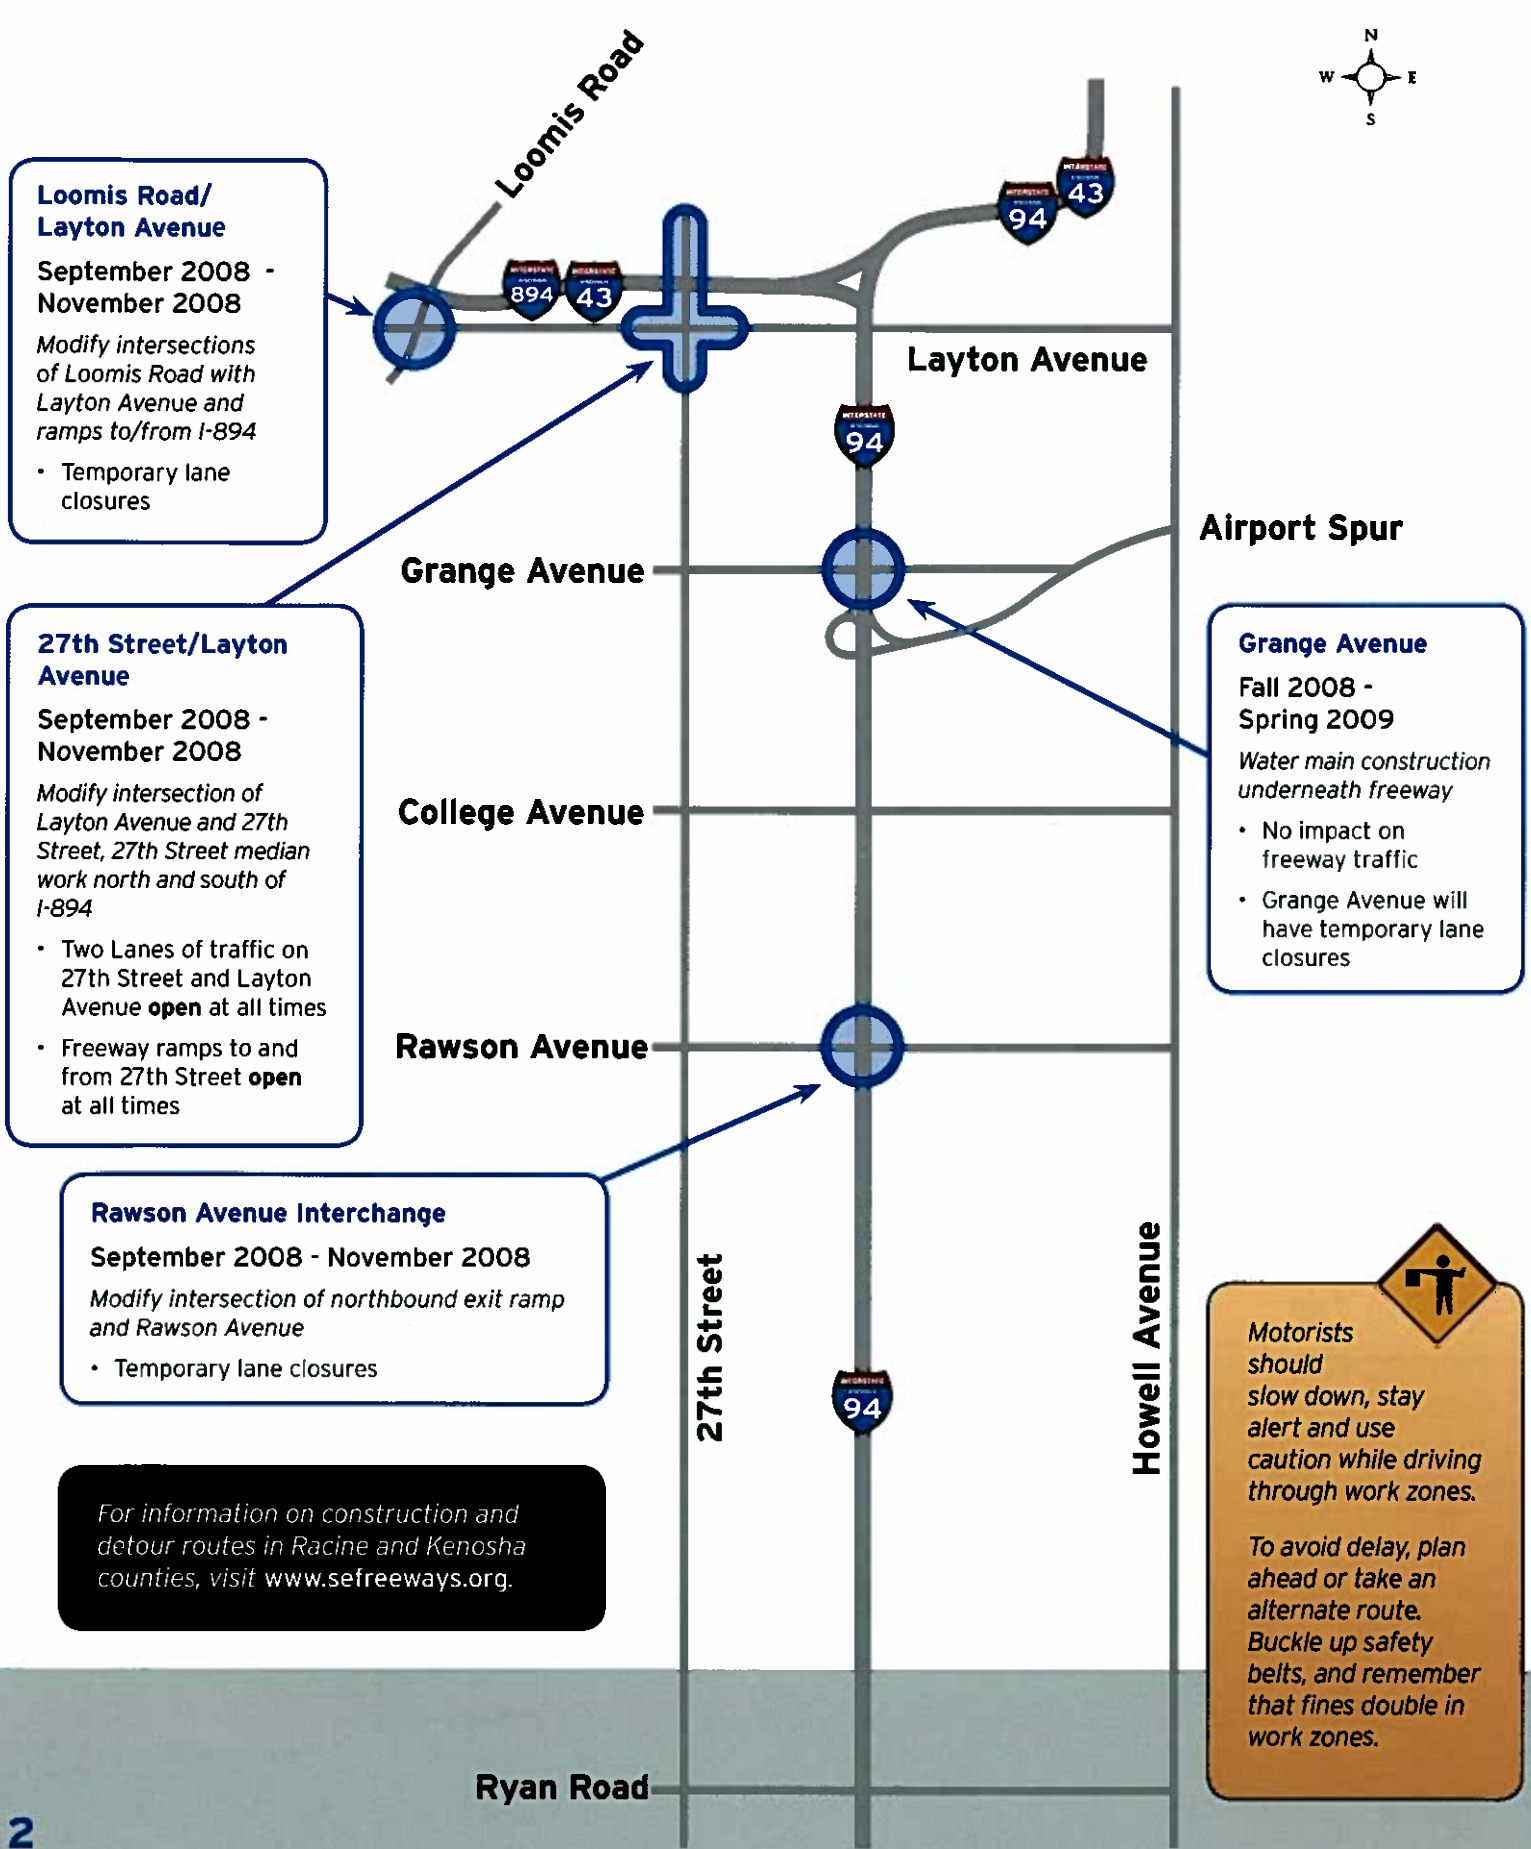 N
W E
S
Loomis Road
INTERSTATE
43
INTERSTATE
94
Loomis Road/
Layton Avenue
September 2008 -
November 2008
Modify intersections
of Loomis Road with
Layton Avenue and
ramps to/from I-894
• Temporary lane
closures
INTERSTATE
894
INTERSTATE
WISCONSIN
43
Layton Avenue
INTERSTATE
94
Airport Spur
Grange Avenue
27th Street/Layton
Avenue
September 2008 -
November 2008
Modify intersection of
Layton Avenue and 27th
Street, 27th Street median
work north and south of
I-894
• Two Lanes of traffic on
27th Street and Layton
Avenue open at all times
• Freeway ramps to and
from 27th Street open
at all times
Grange Avenue
Fall 2008 -
Spring 2009
Water main construction
underneath freeway
• No impact on
freeway traffic
• Grange Avenue will
have temporary lane
closures
College Avenue
Rawson Avenue
Rawson Avenue Interchange
September 2008 - November 2008
Modify intersection of northbound exit ramp
and Rawson Avenue
• Temporary lane closures
27th Street
INTERSTATE
94
Howell Avenue
Motorists
should
slow down, stay
alert and use
caution while driving
through work zones.
To avoid delay, plan
ahead or take an
alternate route.
Buckle up safety
belts, and remember
that fines double in
work zones.
For information on construction and
detour routes in Racine and Kenosha
counties, visit www.sefreeways.org.
Ryan Road
2